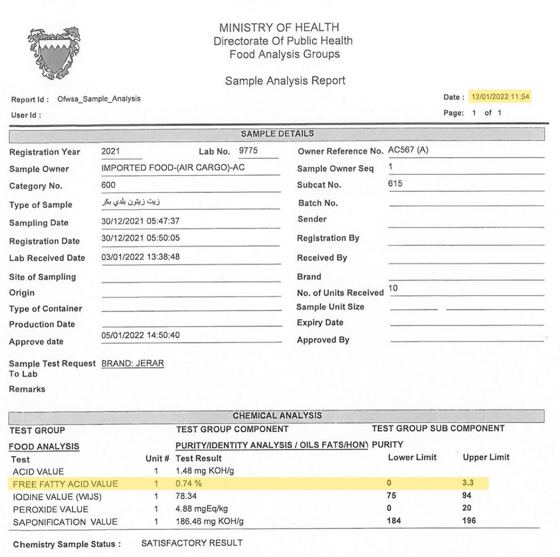 MINISTRY OF HEALTH
Directorate Of Public Health
Food Analysis Groups
Sample Analysis Report
Report Id : Ofwsa_Sample_Analysis
Date : 12/01/2022 11:54
User Id :
Page: 1 of 1
SAMPLE DETAILS
Registration Year 2021 Lab No. 9775 Owner Reference No. AC567 (A)
Sample Owner IMPORTED FOOD-(AIR CARGO)-AC Sample Owner Seq 1
Category No. 600 Subcat No. 615
Type of Sample زيت زيتون بلدي بكر Batch No.
Sampling Date 30/12/2021 05:47:37 Sender
Registration Date 30/12/2021 05:50:05 Registration By
Lab Received Date 03/01/2022 13:38:48 Received By
Site of Sampling Brand
Origin No. of Units Received 10
Type of Container Sample Unit Size
Production Date Expiry Date
Approve date 05/01/2022 14:50:40 Approved By
Sample Test Request BRAND: JERAR
To Lab
Remarks
CHEMICAL ANALYSIS
TEST GROUP TEST GROUP COMPONENT TEST GROUP SUB COMPONENT
FOOD ANALYSIS PURITY/IDENTITY ANALYSIS / OILS FATS/HON) PURITY
Test Unit # Test Result Lower Limit Upper Limit
ACID VALUE 1 1.48 mg KOH/g
FREE FATTY ACID VALUE 1 0.74 % 0 3.3
IODINE VALUE (WIJS) 1 78.34 75 94
PEROXIDE VALUE 1 4.88 mgEq/kg 0 20
SAPONIFICATION VALUE 1 186.46 mg KOH/g 184 196
Chemistry Sample Status : SATISFACTORY RESULT